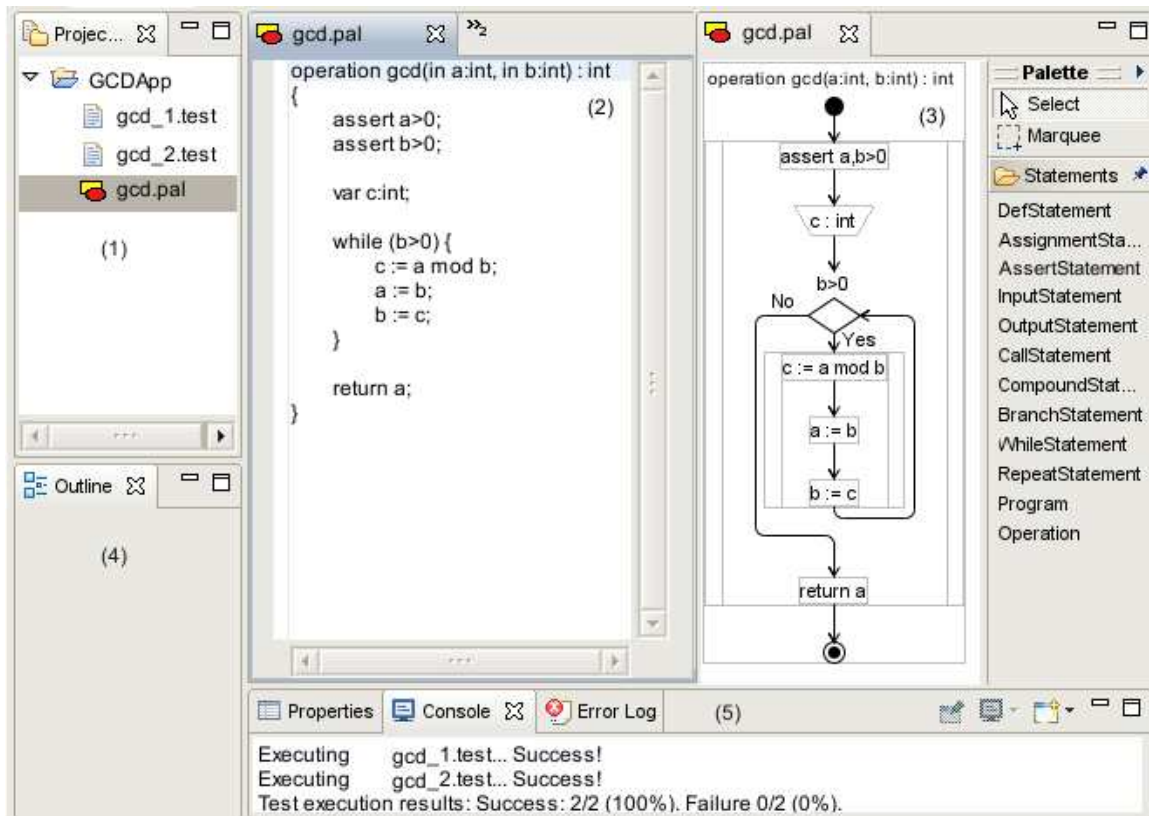 Projec...
GCDApp
gcd_1.test
gcd_2.test
gcd.pal
(1)
Outline
(4)
gcd.pal
»2
operation gcd(in a:int, in b:int) : int
{
(2)
assert a>0;
assert b>0;
var c:int;
while (b>0) {
c := a mod b;
a := b;
b := c;
}
return a;
}
gcd.pal
operation gcd(a:int, b:int) : int
(3)
assert a,b>0
c : int
b>0
No
Yes
c := a mod b
a := b
b := c
return a
Palette
Select
Marquee
Statements
DefStatement
AssignmentSta...
AssertStatement
InputStatement
OutputStatement
CallStatement
CompoundStat...
BranchStatement
WhileStatement
RepeatStatement
Program
Operation
Properties
Console
Error Log
(5)
Executing gcd_1.test... Success!
Executing gcd_2.test... Success!
Test execution results: Success: 2/2 (100%). Failure 0/2 (0%).